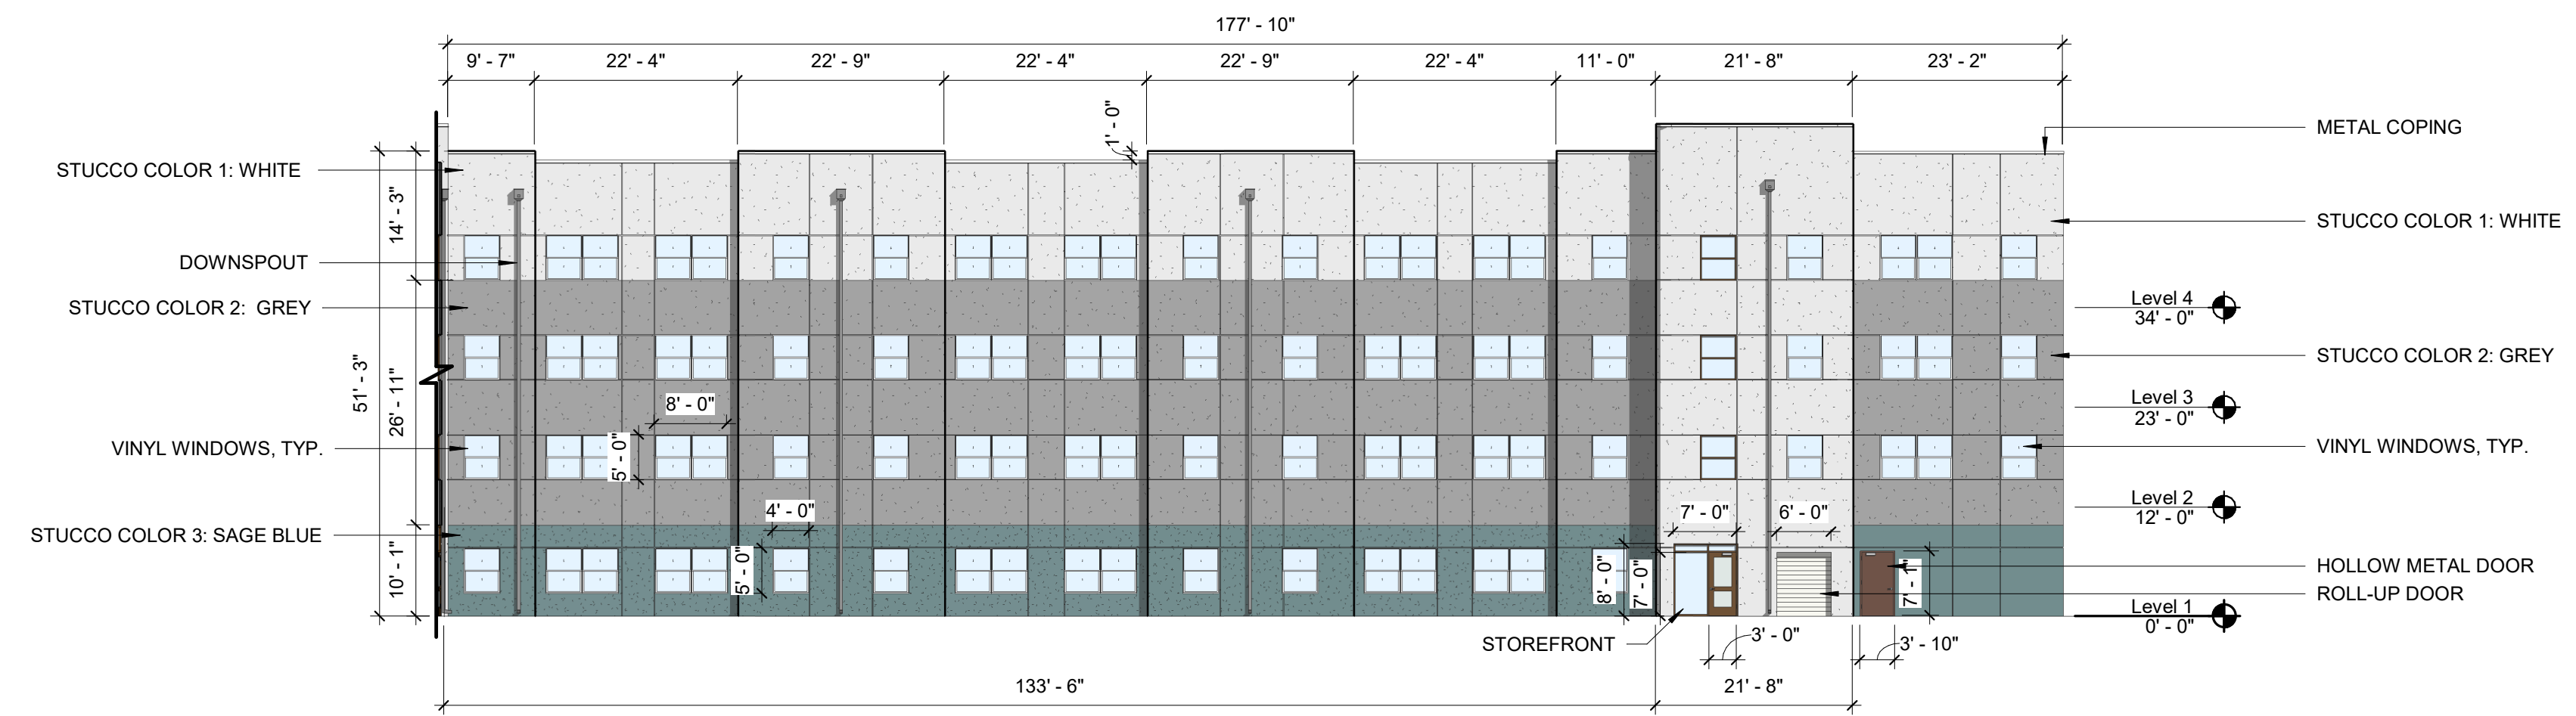 177' - 10"
9' - 7"
22' - 4"
22' - 9"
22' - 4"
22' - 9"
22' - 4"
11' - 0"
21' - 8"
23' - 2"
1' - 0"
METAL COPING
STUCCO COLOR 1: WHITE
14' - 3"
STUCCO COLOR 1: WHITE
DOWNSPOUT
STUCCO COLOR 2: GREY
Level 4
34' - 0"
STUCCO COLOR 2: GREY
51' - 3"
26' - 11"
8' - 0"
Level 3
23' - 0"
VINYL WINDOWS, TYP.
5' - 0"
VINYL WINDOWS, TYP.
4' - 0"
7' - 0"
6' - 0"
Level 2
12' - 0"
STUCCO COLOR 3: SAGE BLUE
10' - 1"
5' - 0"
8' - 0"
7' - 0"
7' - 1"
HOLLOW METAL DOOR
ROLL-UP DOOR
Level 1
0' - 0"
STOREFRONT
3' - 0"
3' - 10"
133' - 6"
21' - 8"